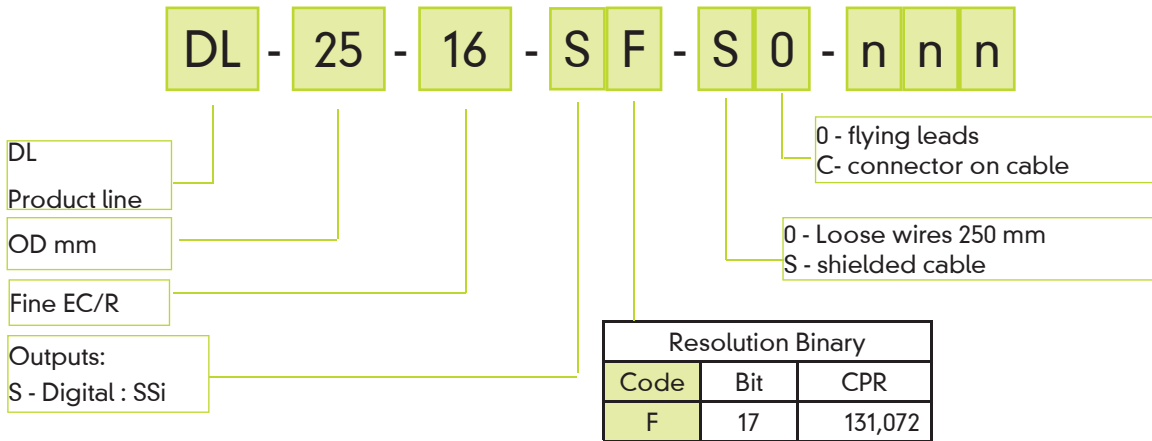 DL - 25 - 16 - S F - S 0 - n n n
DL
Product line
OD mm
Fine EC/R
Outputs:
S - Digital : SSi
0 - flying leads
C- connector on cable
0 - Loose wires 250 mm
S - shielded cable
Resolution Binary
Code Bit CPR
F 17 131,072